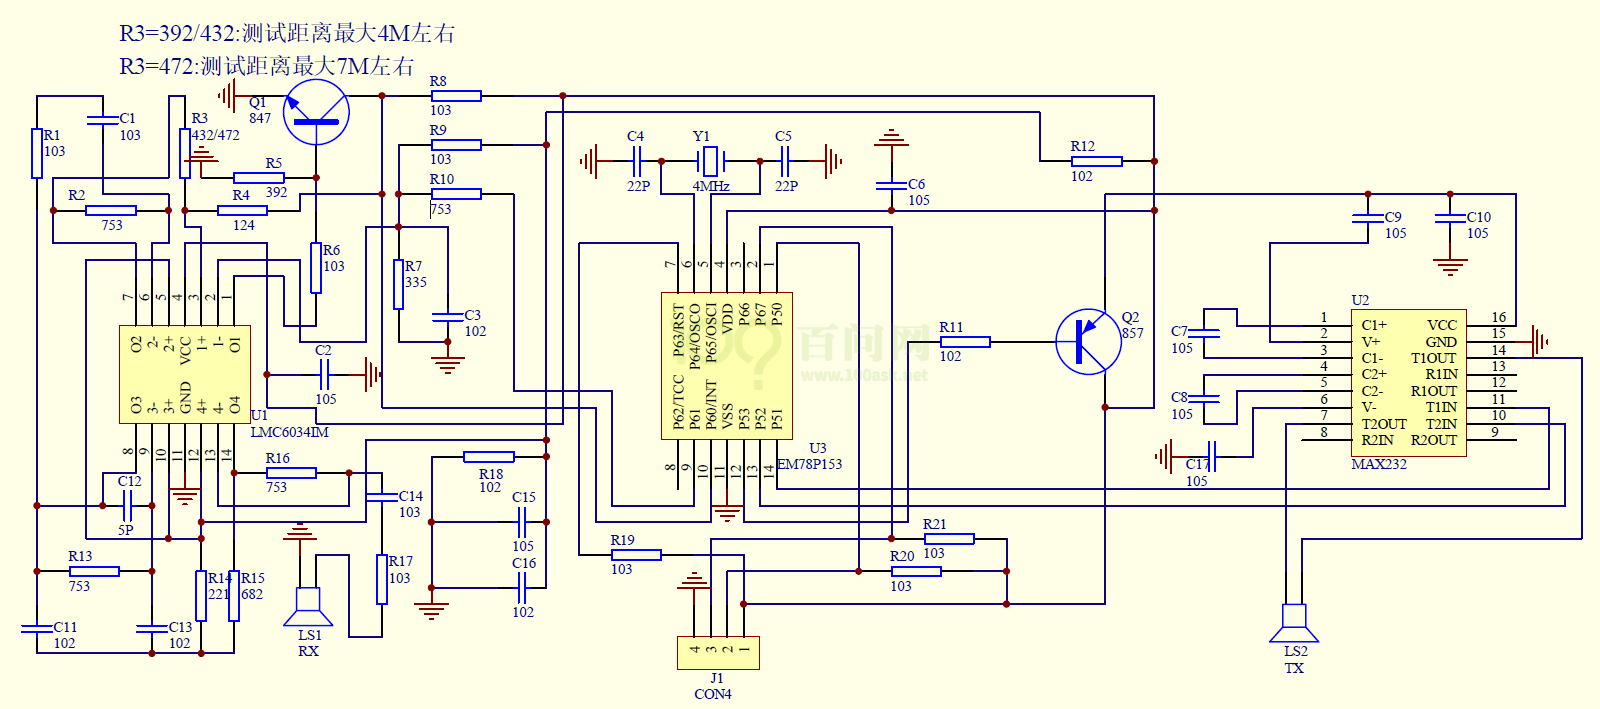 R3=392/432:测试距离最大4M左右
R3=472:测试距离最大7M左右
R1
103
C1
103
R3
432/472
Q1
847
R8
103
R9
103
R10
753
R5
392
R2
753
R4
124
R6
103
R7
335
C3
102
C2
105
C4
22P
Y1
4MHz
C5
22P
C6
105
R12
102
C9
105
C10
105
7 6 5 4 3 2 1
O2 2- 2+ VCC 1+ 1- O1
O3 3- 3+ GND 4+ 4- O4
8 9 10 11 12 13 14
U1
LMC6034IM
7 6 5 4 3 2 1
P63/RST P64/OSCO P65/OSCI VDD P66 P67 P50
P62/TCC P61 P60/INT VSS P53 P52 P51
8 9 10 11 12 13 14
U3
EM78P153
百问网
www.100ask.net
R11
102
Q2
857
U2
1 C1+ VCC 16
2 V+ GND 15
3 C1- T1OUT 14
4 C2+ R1IN 13
5 C2- R1OUT 12
6 V- T1IN 11
7 T2OUT T2IN 10
8 R2IN R2OUT 9
MAX232
C7
105
C8
105
C17
105
R16
753
C12
5P
R13
753
C11
102
C13
102
R14
221
R15
682
LS1
RX
C14
103
R17
103
R18
102
C15
105
C16
102
R19
103
R21
103
R20
103
4 3 2 1
J1
CON4
LS2
TX